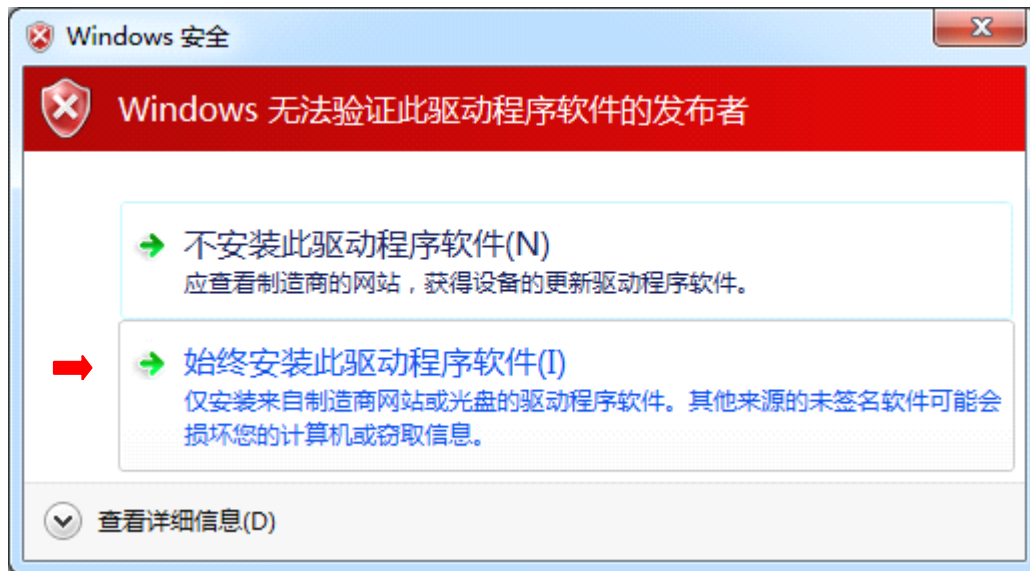 Windows 安全
Windows 无法验证此驱动程序软件的发布者
不安装此驱动程序软件(N)
应查看制造商的网站，获得设备的更新驱动程序软件。
始终安装此驱动程序软件(I)
仅安装来自制造商网站或光盘的驱动程序软件。其他来源的未签名软件可能会
损坏您的计算机或窃取信息。
查看详细信息(D)